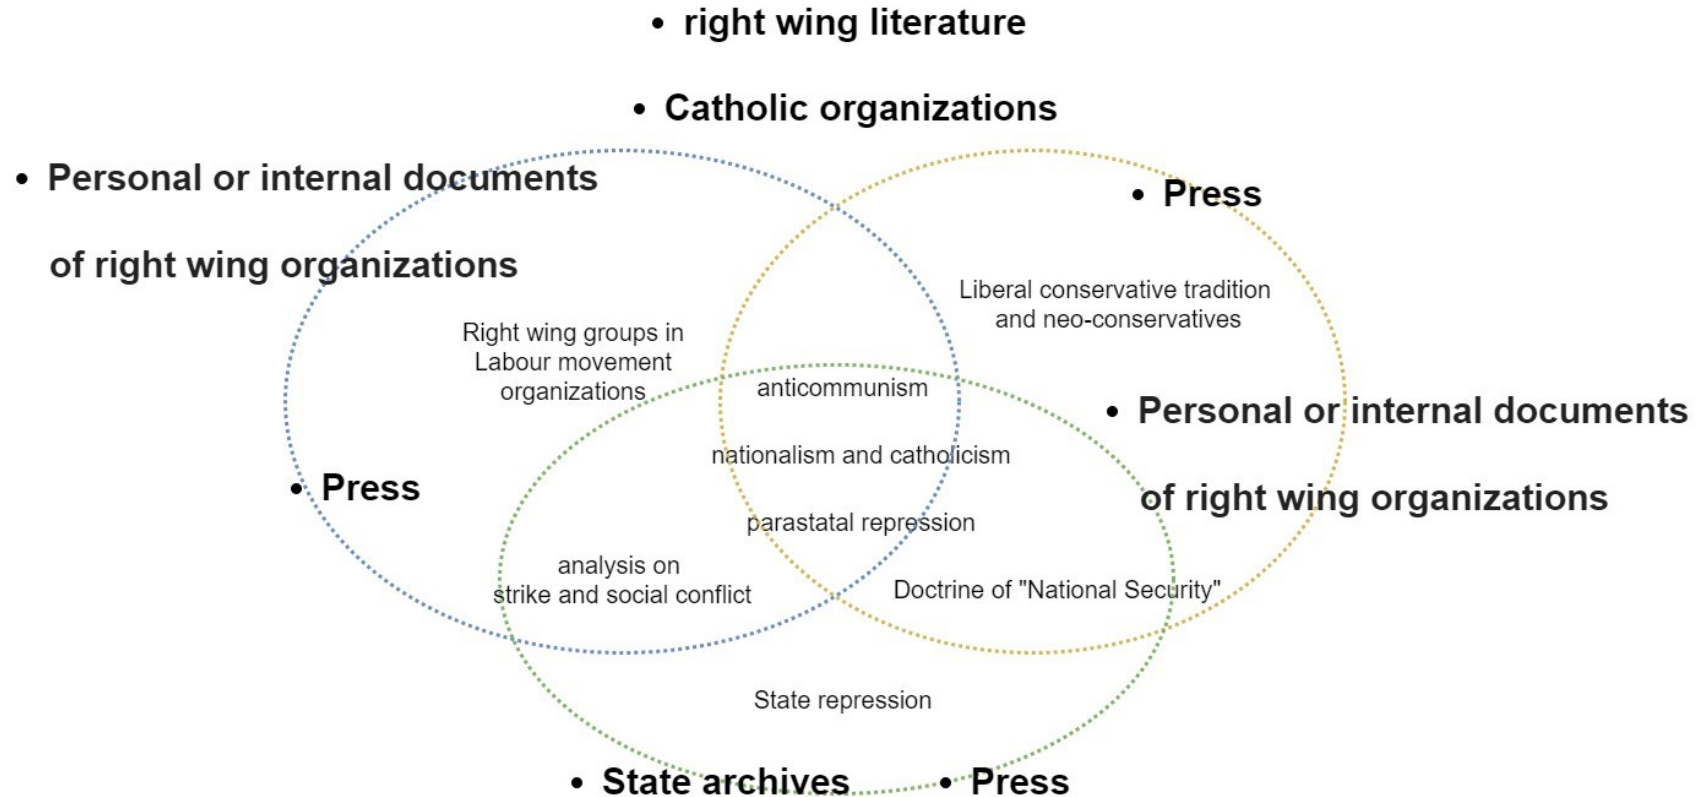 • right wing literature
• Catholic organizations
• Personal or internal documents
of right wing organizations
• Press
Liberal conservative tradition
and neo-conservatives
Right wing groups in
Labour movement
organizations
anticommunism
• Personal or internal documents
of right wing organizations
nationalism and catholicism
• Press
parastatal repression
analysis on
strike and social conflict
Doctrine of "National Security"
State repression
• State archives
• Press